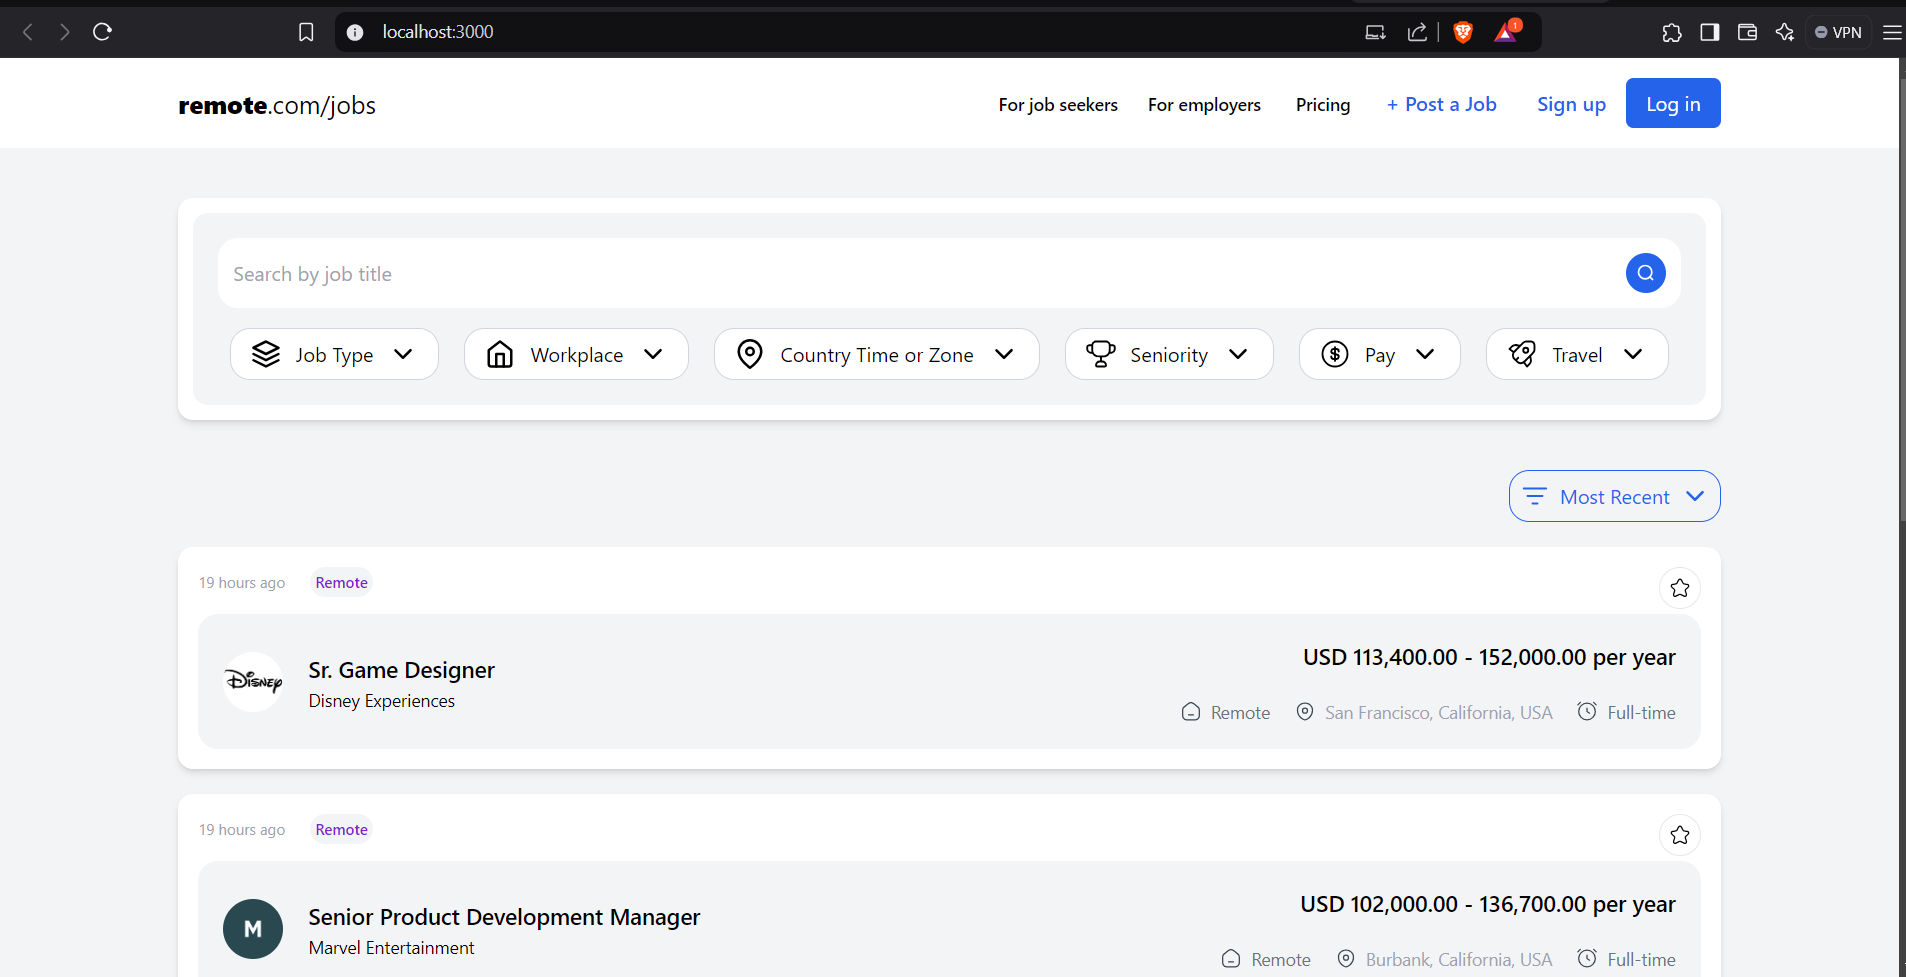 localhost:3000
1
VPN
remote.com/jobs
For job seekers
For employers
Pricing
+ Post a Job
Sign up
Log in
Search by job title
Job Type
Workplace
Country Time or Zone
Seniority
$ Pay
Travel
Most Recent
19 hours ago
Remote
Disney
Sr. Game Designer
Disney Experiences
USD 113,400.00 - 152,000.00 per year
Remote
San Francisco, California, USA
Full-time
19 hours ago
Remote
M
Senior Product Development Manager
Marvel Entertainment
USD 102,000.00 - 136,700.00 per year
Remote
Burbank, California, USA
Full-time